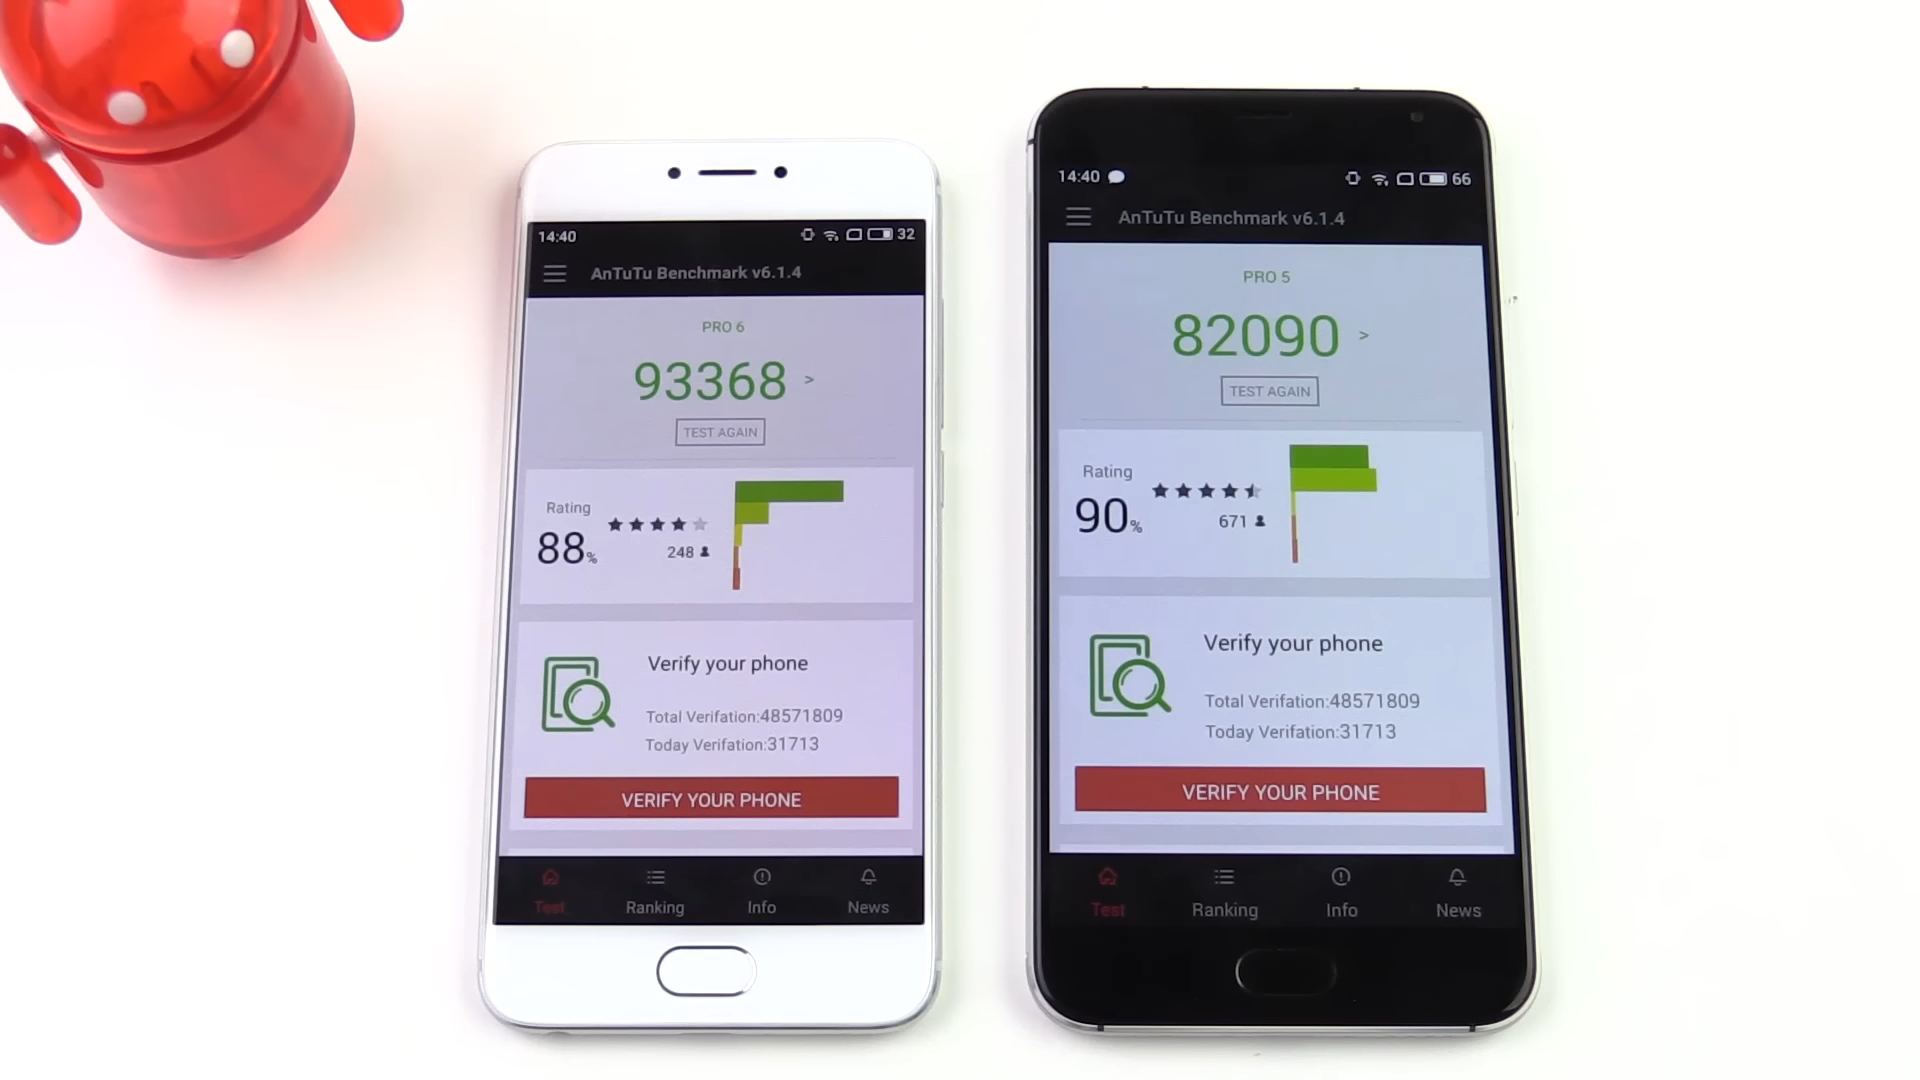 14:40
32
AnTuTu Benchmark v6.1.4
PRO 6
93368 >
TEST AGAIN
Rating
88%
248
Verify your phone
Total Verifation:48571809
Today Verifation:31713
VERIFY YOUR PHONE
Test
Ranking
Info
News
14:40
66
AnTuTu Benchmark v6.1.4
PRO 5
82090 >
TEST AGAIN
Rating
90%
671
Verify your phone
Total Verifation:48571809
Today Verifation:31713
VERIFY YOUR PHONE
Test
Ranking
Info
News